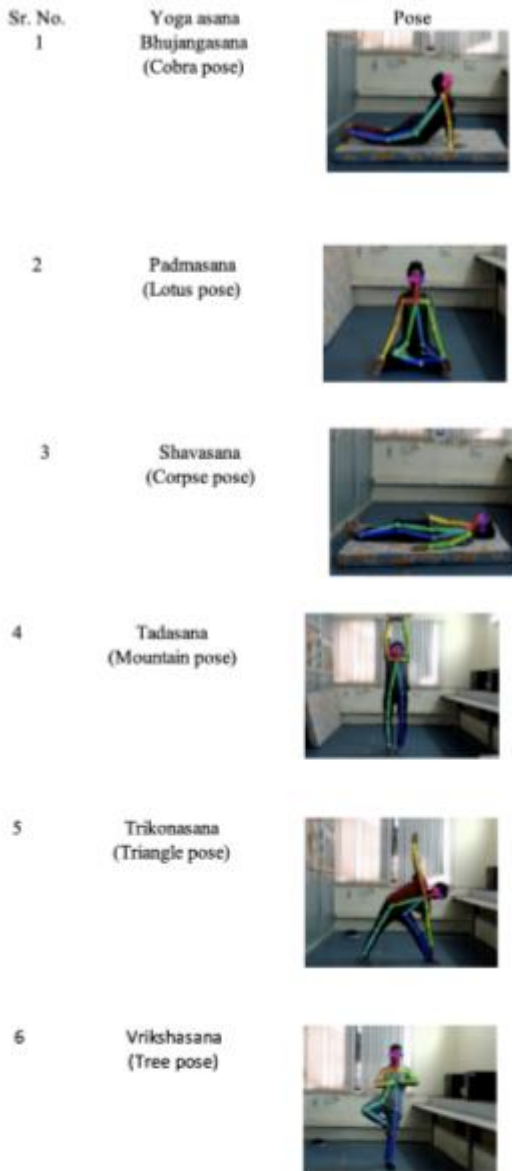 Sr. No. Yoga asana Pose
1 Bhujangasana
(Cobra pose)
2 Padmasana
(Lotus pose)
3 Shavasana
(Corpse pose)
4 Tadasana
(Mountain pose)
5 Trikonasana
(Triangle pose)
6 Vrikshasana
(Tree pose)